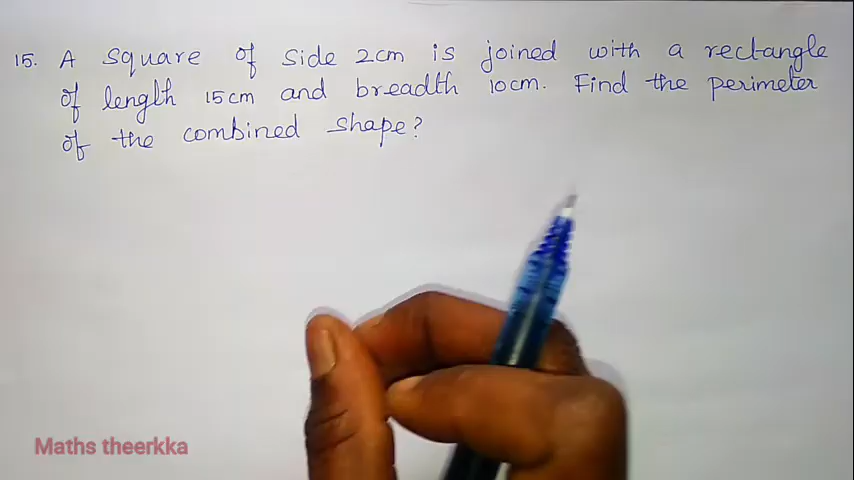 15. A square of side 2cm is joined with a rectangle
of length 15cm and breadth 10cm. Find the perimeter
of the combined shape?
Maths theerkka